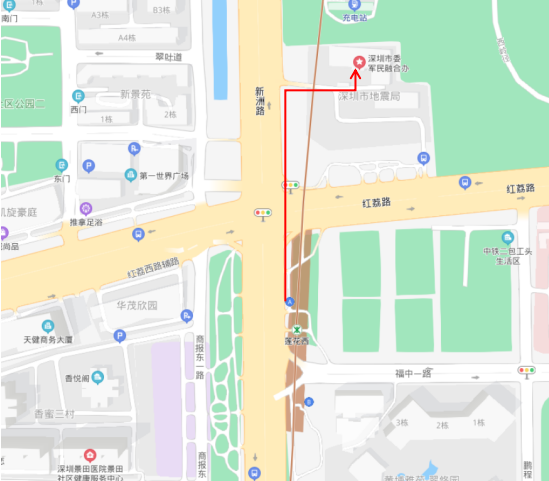 南门
A3栋
B3栋
A4栋
充电站
翠吐道
深圳市委
军民融合办
社区公园二
西门
新景苑
1栋
2栋
新洲路
深圳市地震局
东门
P
第一世界广场
凯旋豪庭
推拿足浴
尚品
红荔路
红荔路
红荔西路辅路
中铁二包工头
生活区
华茂欣园
A
天健商务大厦
P
商报东一路
莲花西
福中一路
香悦阁
B
香蜜三村
3栋
2栋
1栋
深圳景田医院景田
社区健康服务中心
商报东
鹏程